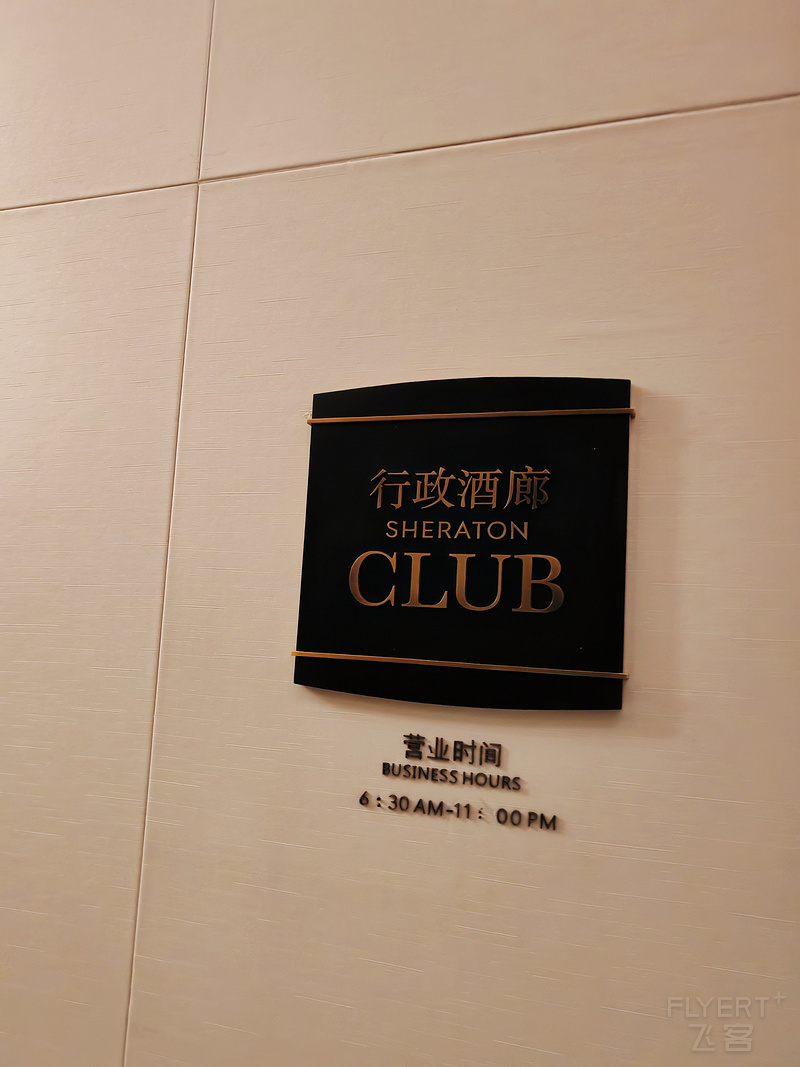 行政酒廊
SHERATON
CLUB
营业时间
BUSINESS HOURS
6:30 AM-11:00 PM
FLYERT+
飞客